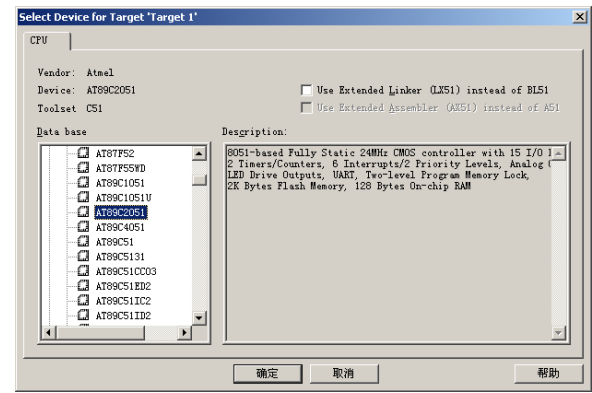 Select Device for Target 'Target 1'
CPU
Vendor: Atmel
Device: AT89C2051
Toolset C51
Use Extended Linker (LX51) instead of BL51
Use Extended Assembler (AX51) instead of A51
Data base
Description:
AT87F52
AT87F55WD
AT89C1051
AT89C1051U
AT89C2051
AT89C4051
AT89C51
AT89C5131
AT89C51CC03
AT89C51ED2
AT89C51IC2
AT89C51ID2
8051-based Fully Static 24MHz CMOS controller with 15 I/O
2 Timers/Counters, 6 Interrupts/2 Priority Levels, Analog
LED Drive Outputs, UART, Two-level Program Memory Lock,
2K Bytes Flash Memory, 128 Bytes On-chip RAM
确定
取消
帮助